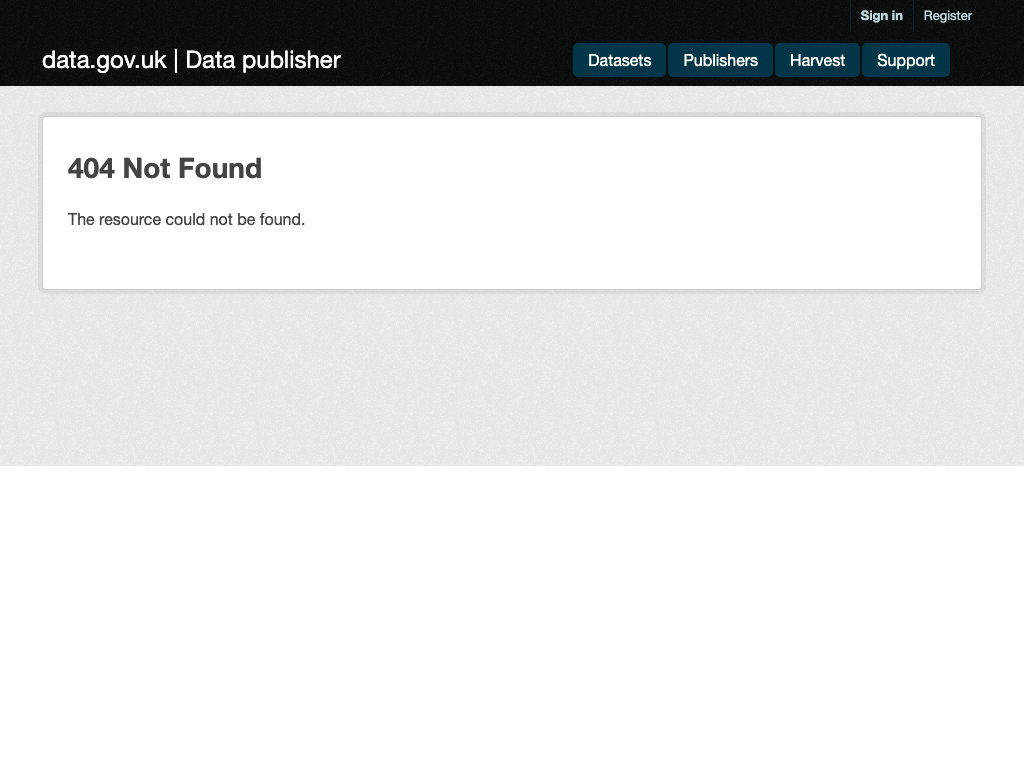 Sign in Register
data.gov.uk | Data publisher
Datasets Publishers Harvest Support
404 Not Found
The resource could not be found.